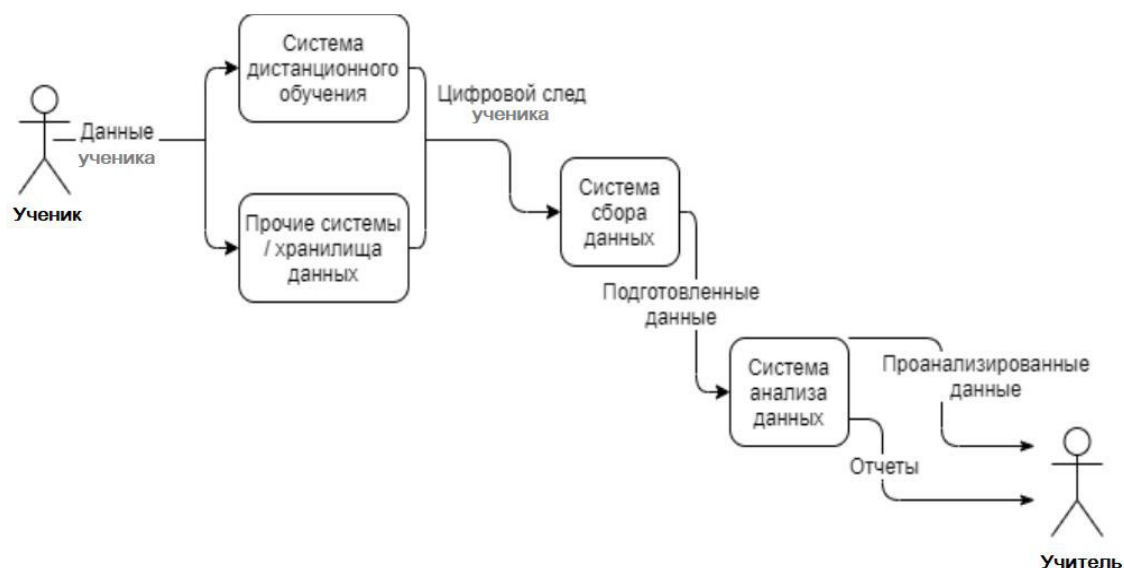 Система
дистанционного
обучения
Цифровой след
ученика
Данные
ученика
Ученик
Прочие системы
/ хранилища
данных
Система
сбора
данных
Подготовленные
данные
Система
анализа
данных
Проанализированные
данные
Отчеты
Учитель